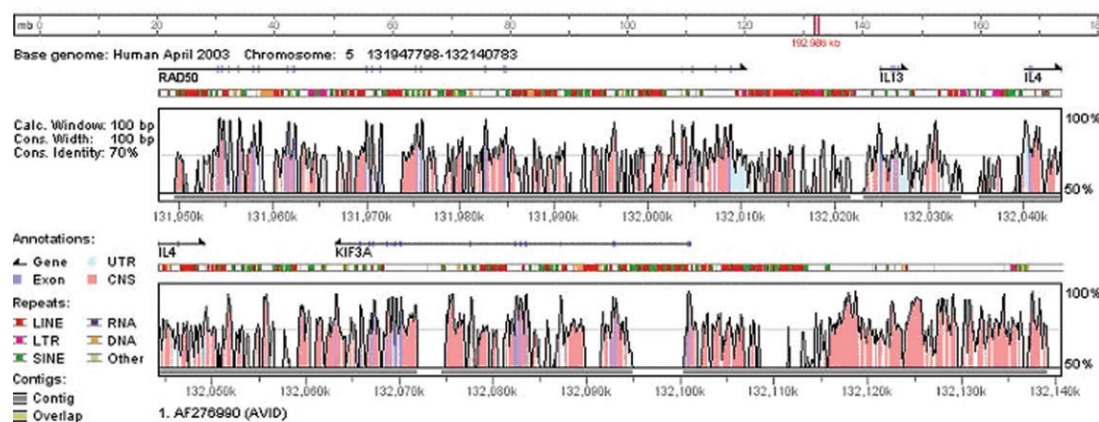 mb 0 20 40 60 80 100 120 140 160 180
192.986 kb
Base genome: Human April 2003 Chromosome: 5 131947798-132140783
RAD50 IL13 IL4
Calc. Window: 100 bp
Cons. Width: 100 bp
Cons. Identity: 70%
100%
50%
131,950k 131,960k 131,970k 131,980k 131,990k 132,000k 132,010k 132,020k 132,030k 132,040k
Annotations:
Gene UTR
Exon CNS
Repeats:
LINE RNA
LTR DNA
SINE Other
Contigs:
Contig
Overlap
IL4 KIF3A
100%
50%
132,050k 132,060k 132,070k 132,080k 132,090k 132,100k 132,110k 132,120k 132,130k 132,140k
1. AF276990 (AVID)